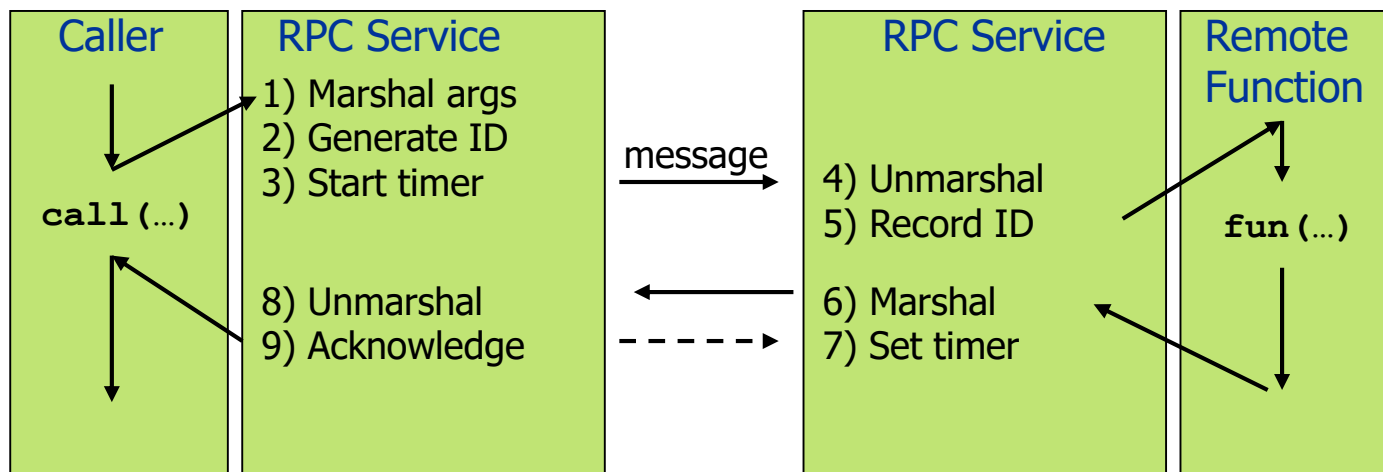 Caller
RPC Service
1) Marshal args
2) Generate ID
3) Start timer
call(…)
8) Unmarshal
9) Acknowledge
message
RPC Service
4) Unmarshal
5) Record ID
6) Marshal
7) Set timer
Remote
Function
fun(…)